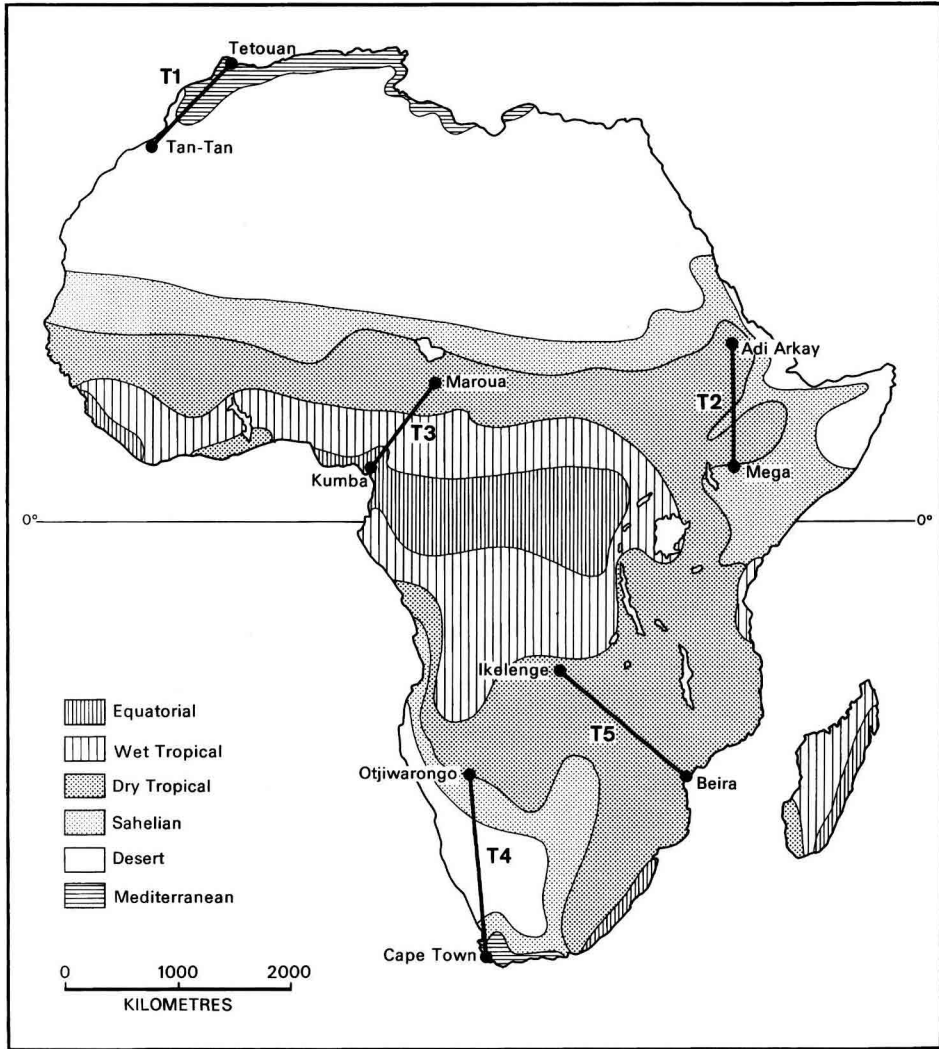 Tetouan
T1
Tan-Tan
Adi Arkay
Maroua
T2
T3
Kumba
Mega
0°
0°
Ikelenge
Equatorial
Wet Tropical
T5
Otjiwarongo
Dry Tropical
Beira
Sahelian
T4
Desert
Mediterranean
Cape Town
0 1000 2000
KILOMETRES